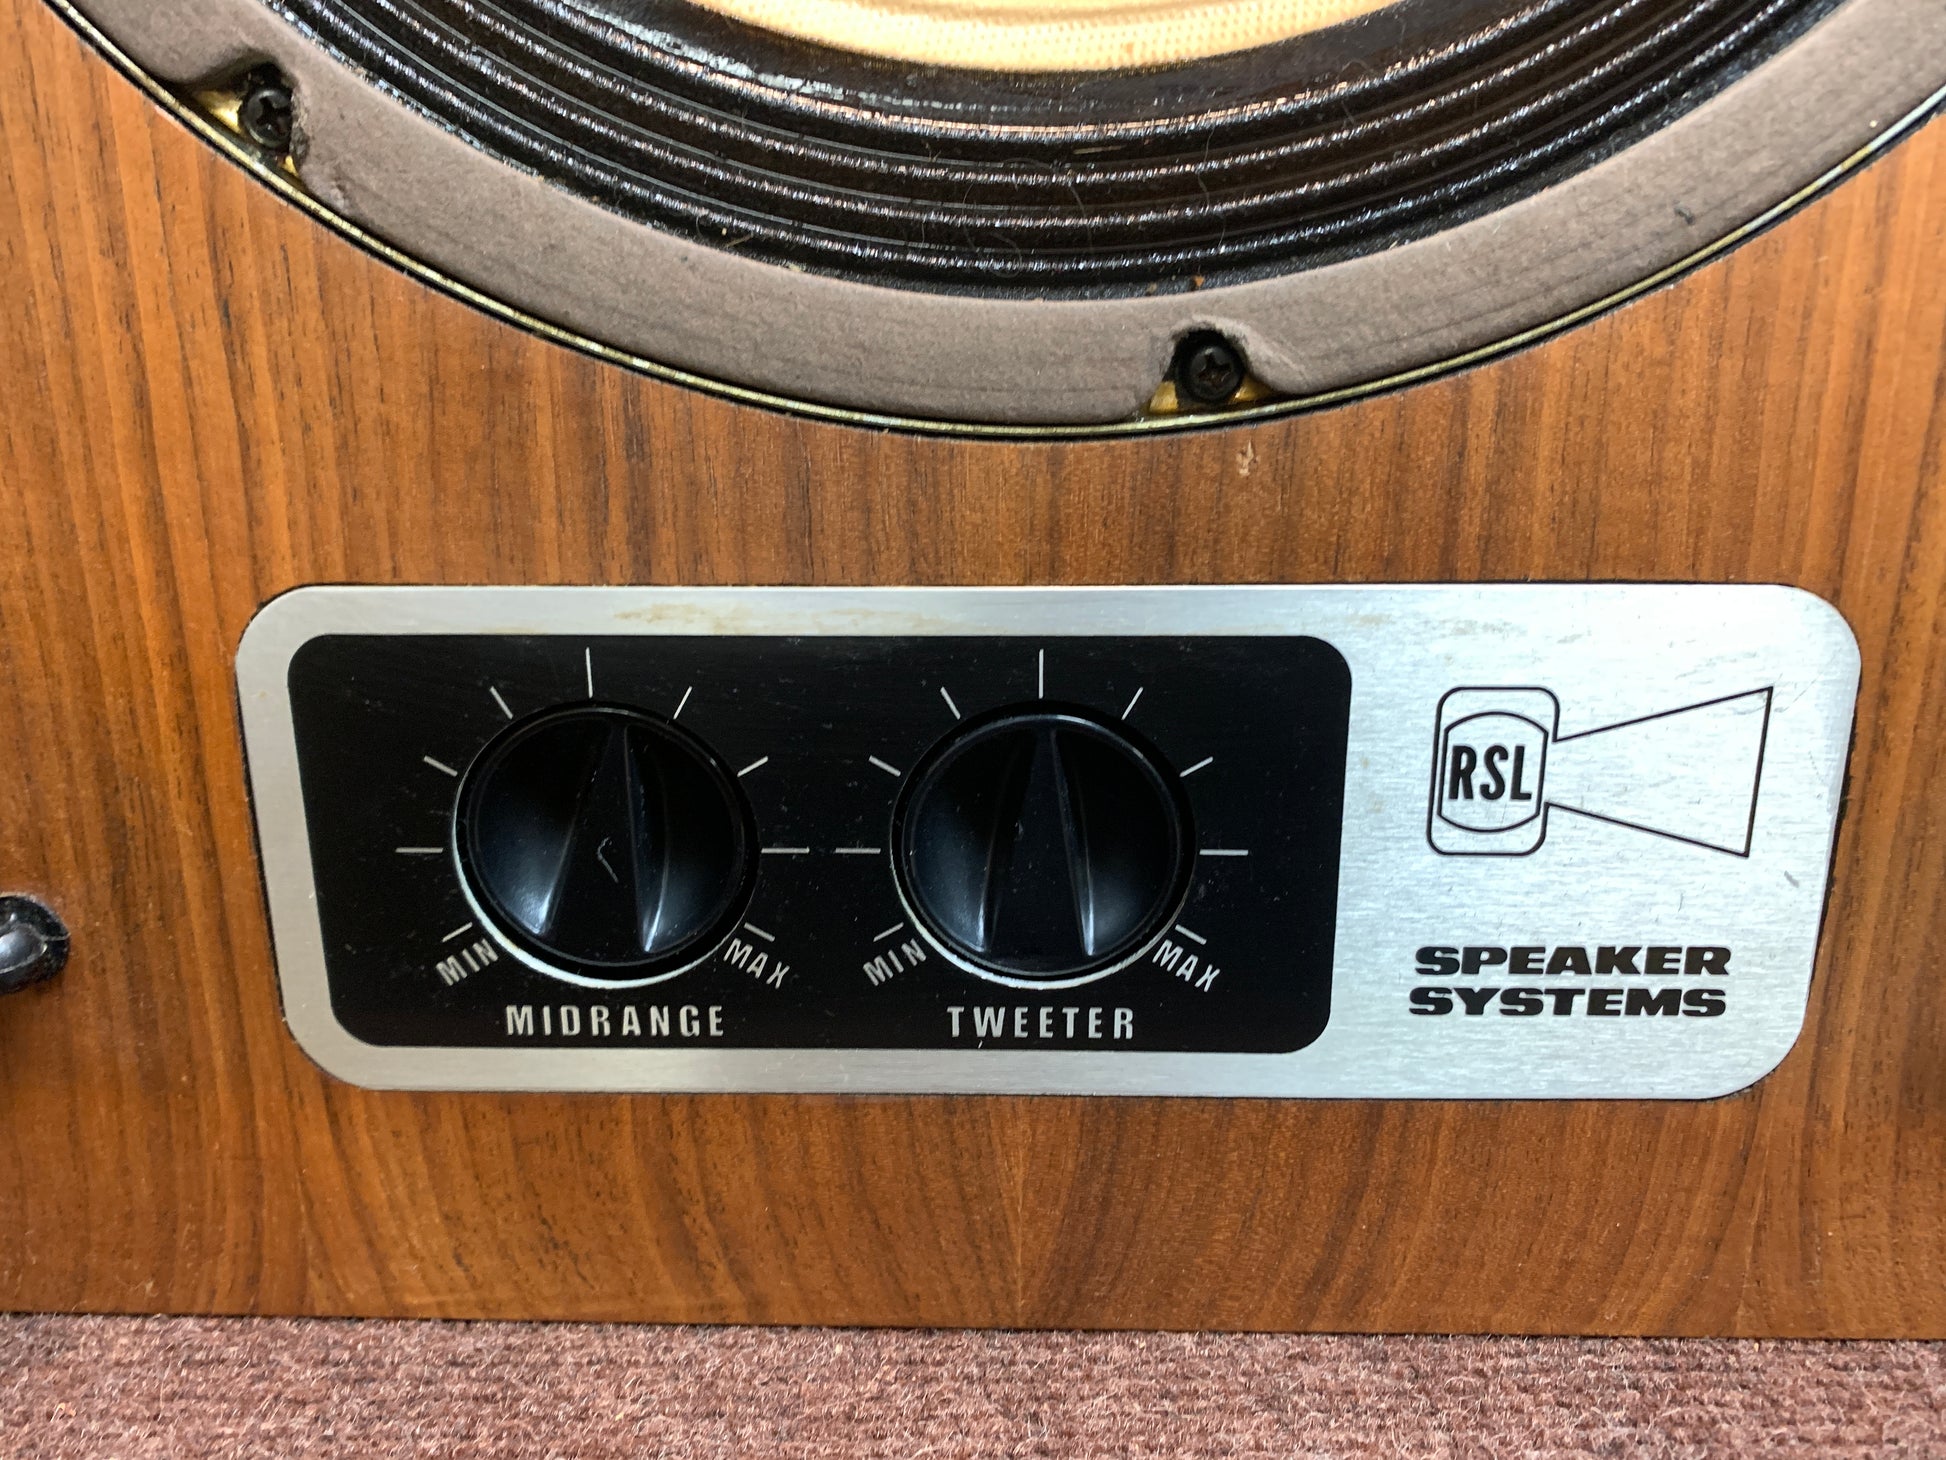 MIN MAX MIN MAX
MIDRANGE TWEETER
RSL
SPEAKER
SYSTEMS